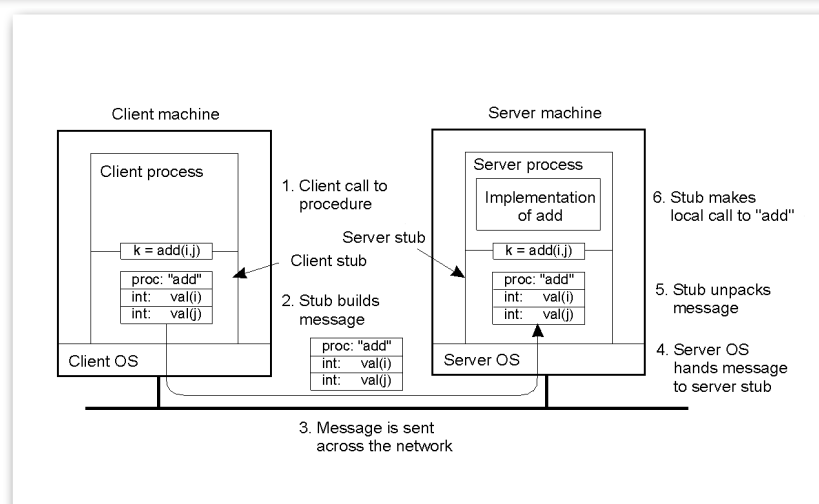 Client machine
Server machine
Client process
Server process
1. Client call to
procedure
Implementation
of add
6. Stub makes
local call to "add"
Server stub
k = add(i,j)
k = add(i,j)
Client stub
proc: "add"
int: val(i)
int: val(j)
proc: "add"
int: val(i)
int: val(j)
2. Stub builds
message
5. Stub unpacks
message
proc: "add"
int: val(i)
int: val(j)
Client OS
Server OS
4. Server OS
hands message
to server stub
3. Message is sent
across the network